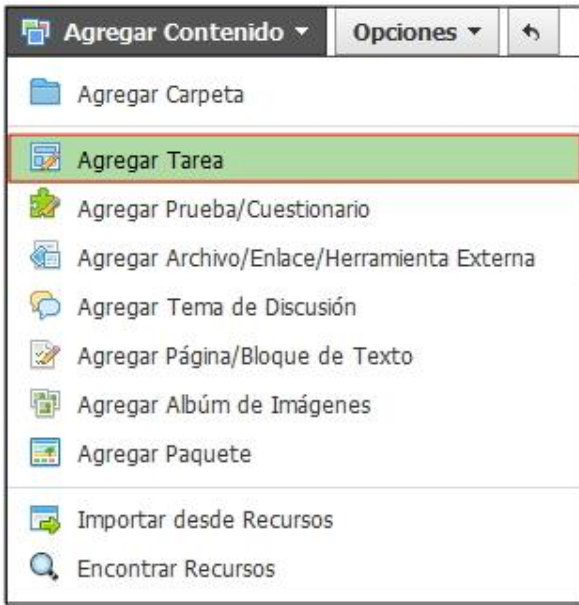 Agregar Contenido Opciones
Agregar Carpeta
Agregar Tarea
Agregar Prueba/Cuestionario
Agregar Archivo/Enlace/Herramienta Externa
Agregar Tema de Discusión
Agregar Página/Bloque de Texto
Agregar Albúm de Imágenes
Agregar Paquete
Importar desde Recursos
Encontrar Recursos